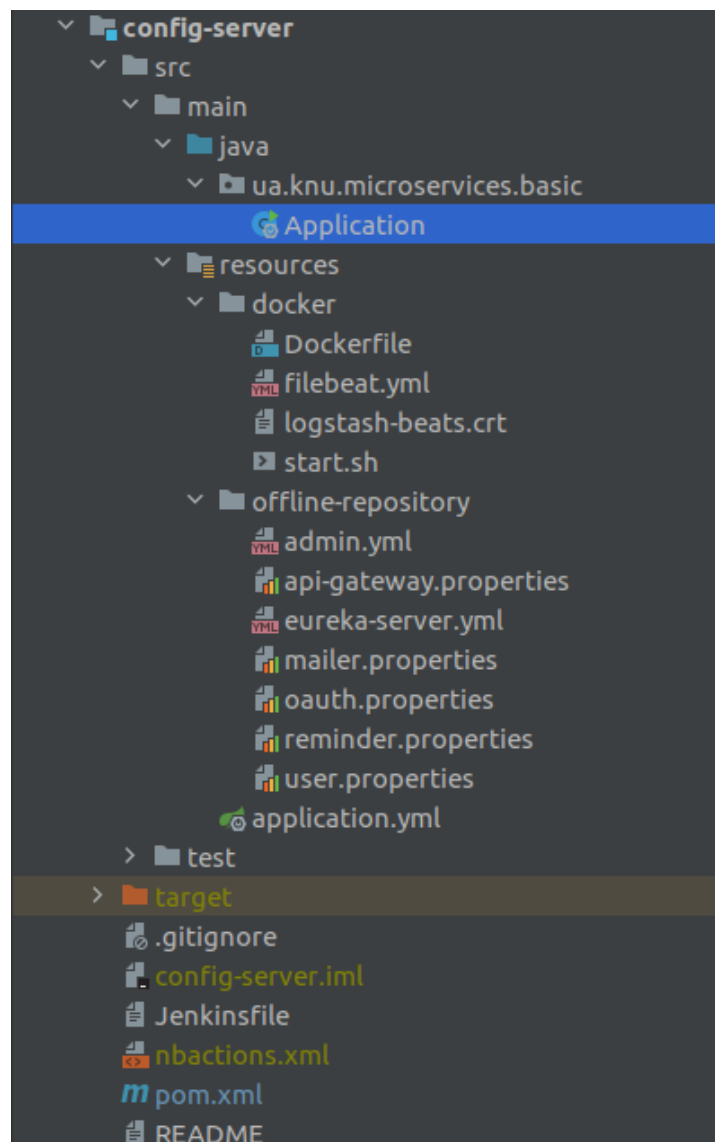 config-server
src
main
java
ua.knu.microservices.basic
Application
resources
docker
Dockerfile
filebeat.yml
logstash-beats.crt
start.sh
offline-repository
admin.yml
api-gateway.properties
eureka-server.yml
mailer.properties
oauth.properties
reminder.properties
user.properties
application.yml
test
target
.gitignore
config-server.iml
Jenkinsfile
nbactions.xml
pom.xml
README